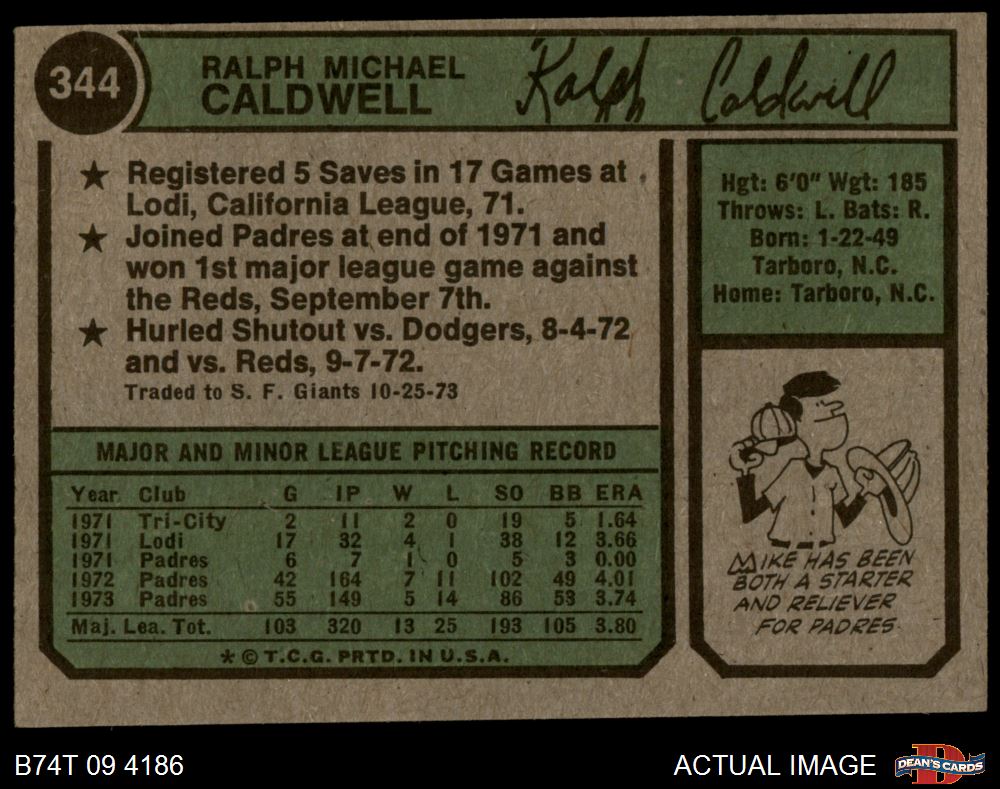 344
RALPH MICHAEL
CALDWELL
Ralph Caldwell
★ Registered 5 Saves in 17 Games at
Lodi, California League, 71.
★ Joined Padres at end of 1971 and
won 1st major league game against
the Reds, September 7th.
★ Hurled Shutout vs. Dodgers, 8-4-72
and vs. Reds, 9-7-72.
Traded to S. F. Giants 10-25-73
Hgt: 6'0" Wgt: 185
Throws: L. Bats: R.
Born: 1-22-49
Tarboro, N.C.
Home: Tarboro, N.C.
MAJOR AND MINOR LEAGUE PITCHING RECORD
Year Club G IP W L SO BB ERA
1971 Tri-City 2 11 2 0 19 5 1.64
1971 Lodi 17 32 4 1 38 12 3.66
1971 Padres 6 7 1 0 5 3 0.00
1972 Padres 42 164 7 11 102 49 4.01
1973 Padres 55 149 5 14 86 53 3.74
Maj. Lea. Tot. 103 320 13 25 193 105 3.80
* © T.C.G. PRTD. IN U.S.A.
MIKE HAS BEEN
BOTH A STARTER
AND RELIEVER
FOR PADRES.
B74T 09 4186
ACTUAL IMAGE
D
DEAN'S CARDS